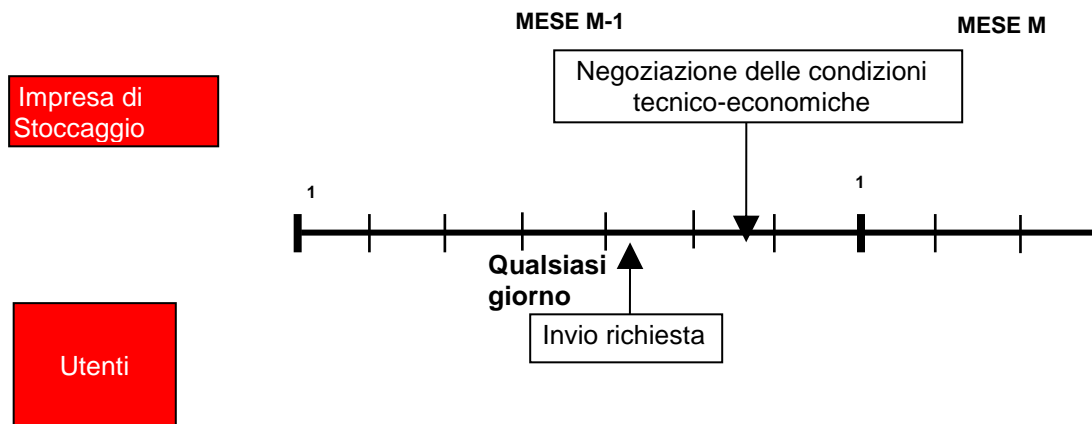 MESE M-1
MESE M
Negoziazione delle condizioni
tecnico-economiche
Impresa di
Stoccaggio
1
1
Qualsiasi
giorno
Invio richiesta
Utenti